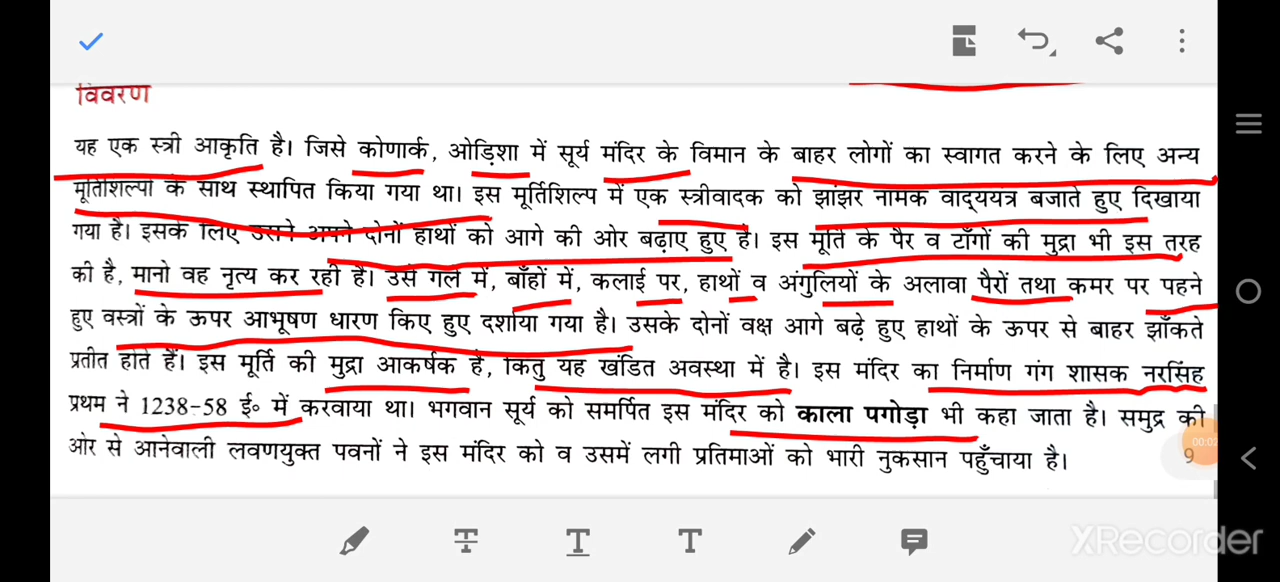 विवरण
यह एक स्त्री आकृति है। जिसे कोणार्क, ओड़िशा में सूर्य मंदिर के विमान के बाहर लोगों का स्वागत करने के लिए अन्य
मूर्तिशिल्पों के साथ स्थापित किया गया था। इस मूर्तिशिल्प में एक स्त्रीवादक को झांझर नामक वाद्ययंत्र बजाते हुए दिखाया
गया है। इसके लिए उसने अपने दोनों हाथों को आगे की ओर बढ़ाए हुए है। इस मूर्ति के पैर व टाँगों की मुद्रा भी इस तरह
की है, मानो वह नृत्य कर रही है। उसे गले में, बाँहों में, कलाई पर, हाथों व अंगुलियों के अलावा पैरों तथा कमर पर पहने
हुए वस्त्रों के ऊपर आभूषण धारण किए हुए दर्शाया गया है। उसके दोनों वक्ष आगे बढ़े हुए हाथों के ऊपर से बाहर झाँकते
प्रतीत होते हैं। इस मूर्ति की मुद्रा आकर्षक है, किंतु यह खंडित अवस्था में है। इस मंदिर का निर्माण गंग शासक नरसिंह
प्रथम ने 1238-58 ई० में करवाया था। भगवान सूर्य को समर्पित इस मंदिर को काला पगोड़ा भी कहा जाता है। समुद्र की
ओर से आनेवाली लवणयुक्त पवनों ने इस मंदिर को व उसमें लगी प्रतिमाओं को भारी नुकसान पहुँचाया है।
00:02
9
T T T
XRecorder